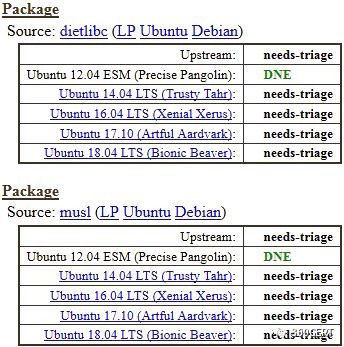 Package
Source: dietlibc (LP Ubuntu Debian)
Upstream: needs-triage
Ubuntu 12.04 ESM (Precise Pangolin): DNE
Ubuntu 14.04 LTS (Trusty Tahr): needs-triage
Ubuntu 16.04 LTS (Xenial Xerus): needs-triage
Ubuntu 17.10 (Artful Aardvark): needs-triage
Ubuntu 18.04 LTS (Bionic Beaver): needs-triage
Package
Source: musl (LP Ubuntu Debian)
Upstream: needs-triage
Ubuntu 12.04 ESM (Precise Pangolin): DNE
Ubuntu 14.04 LTS (Trusty Tahr): needs-triage
Ubuntu 16.04 LTS (Xenial Xerus): needs-triage
Ubuntu 17.10 (Artful Aardvark): needs-triage
Ubuntu 18.04 LTS (Bionic Beaver): needs-triage